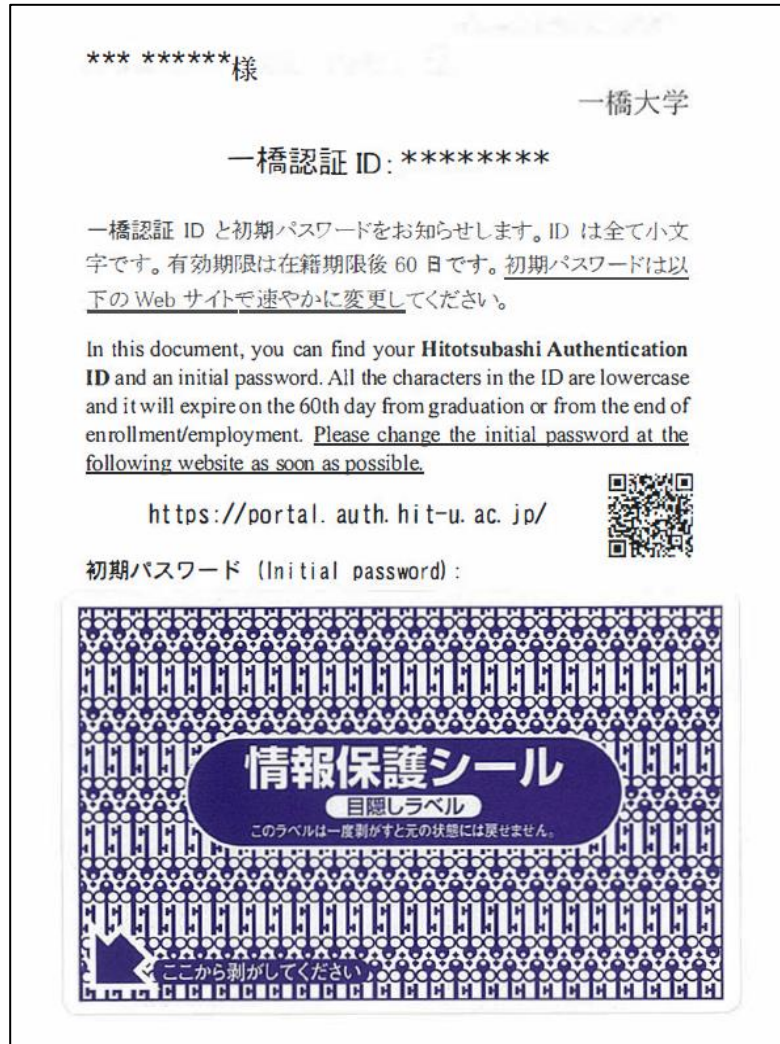 *** ******様
一橋大学
一橋認証 ID: ********
一橋認証 ID と初期パスワードをお知らせします。ID は全て小文
字です。有効期限は在籍期限後 60 日です。初期パスワードは以
下の Web サイトで速やかに変更してください。
In this document, you can find your Hitotsubashi Authentication
ID and an initial password. All the characters in the ID are lowercase
and it will expire on the 60th day from graduation or from the end of
enrollment/employment. Please change the initial password at the
following website as soon as possible.
https://portal.auth.hit-u.ac.jp/
初期パスワード (Initial password):
情報保護シール
目隠しラベル
このラベルは一度剥がすと元の状態には戻せません。
ここから剥がしてください